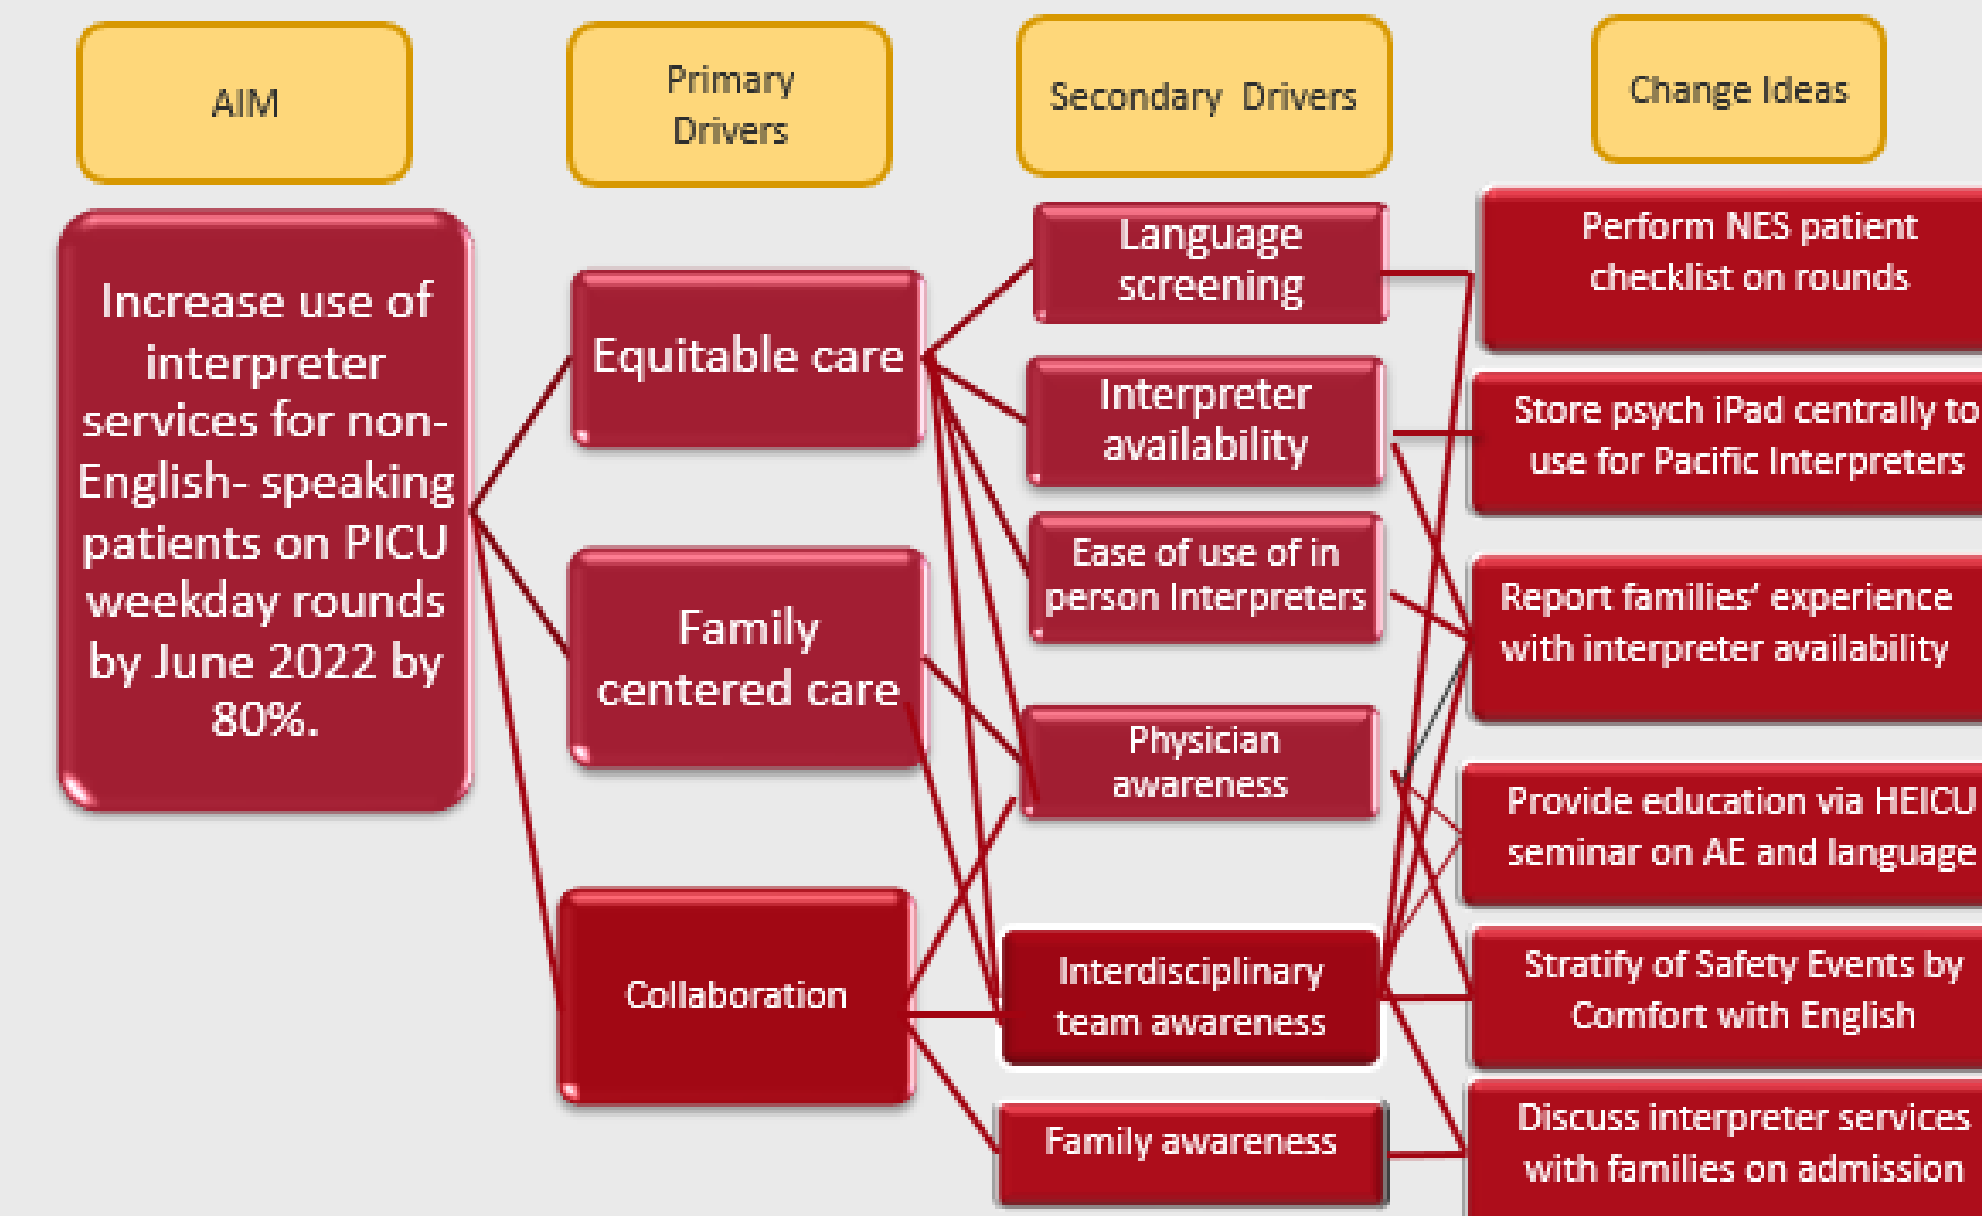 AIM
Primary
Drivers
Secondary Drivers
Change Ideas
Increase use of
interpreter
services for non-
English- speaking
patients on PICU
weekday rounds
by June 2022 by
80%.
Equitable care
Family
centered care
Collaboration
Language
screening
Interpreter
availability
Ease of use of in
person Interpreters
Physician
awareness
Interdisciplinary
team awareness
Family awareness
Perform NES patient
checklist on rounds
Store psych iPad centrally to
use for Pacific Interpreters
Report families’ experience
with interpreter availability
Provide education via HEICU
seminar on AE and language
Stratify of Safety Events by
Comfort with English
Discuss interpreter services
with families on admission